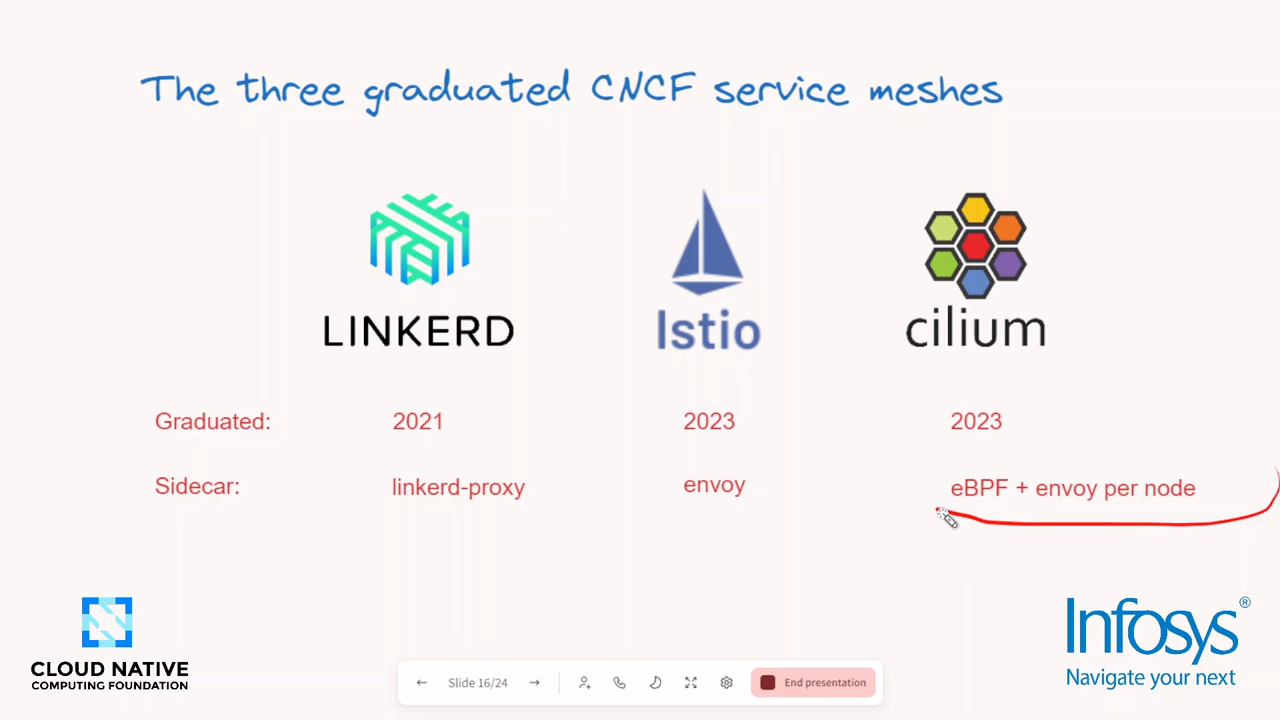 The three graduated CNCF service meshes
LINKERD
Istio
cilium
Graduated:
2021
2023
2023
Sidecar:
linkerd-proxy
envoy
eBPF + envoy per node
CLOUD NATIVE
COMPUTING FOUNDATION
Infosys®
Navigate your next
← Slide 16/24 →
End presentation